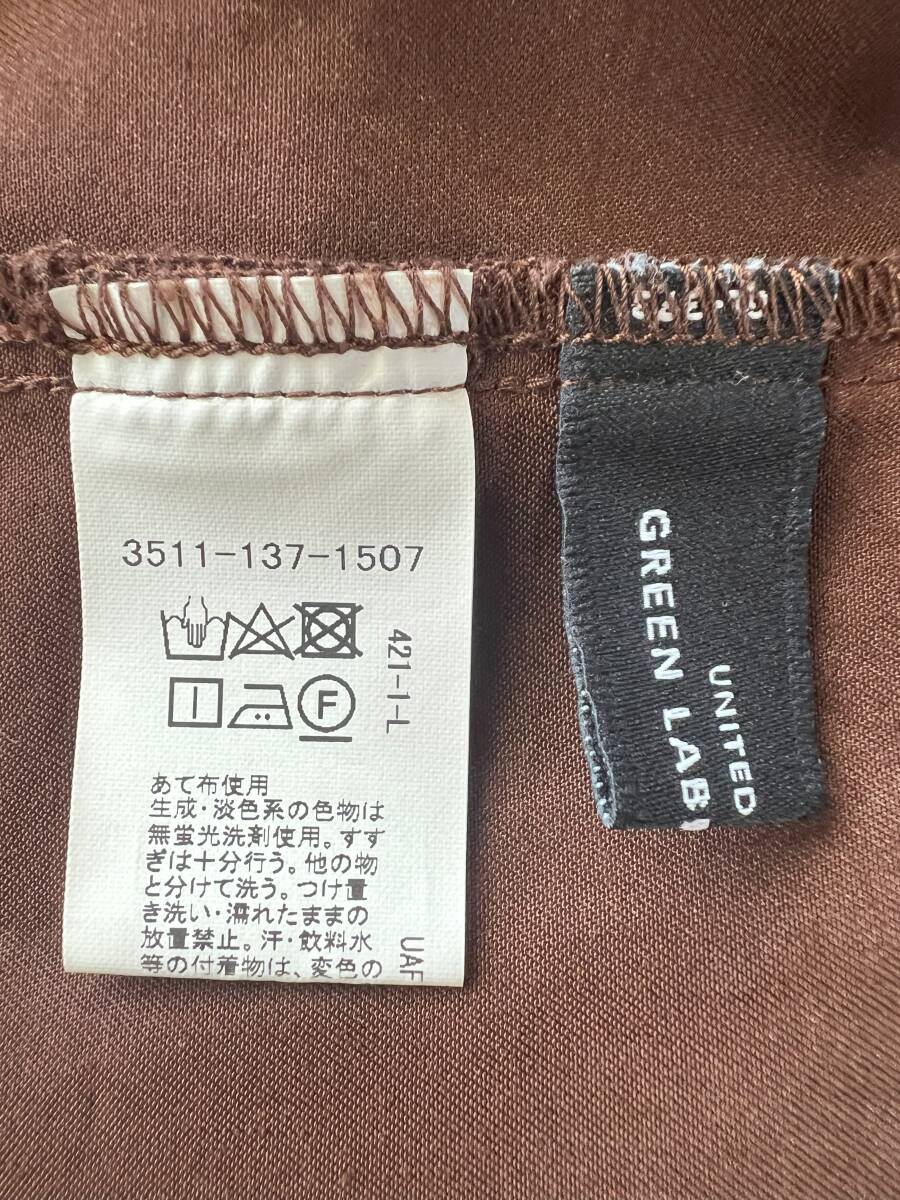 3511-137-1507
421-1-L
F
あて布使用
生成・淡色系の色物は
無蛍光洗剤使用。すす
ぎは十分行う。他の物
と分けて洗う。つけ置
き洗い・濡れたままの
放置禁止。汗・飲料水
等の付着物は、変色の
UAF
UNITED
GREEN LAB